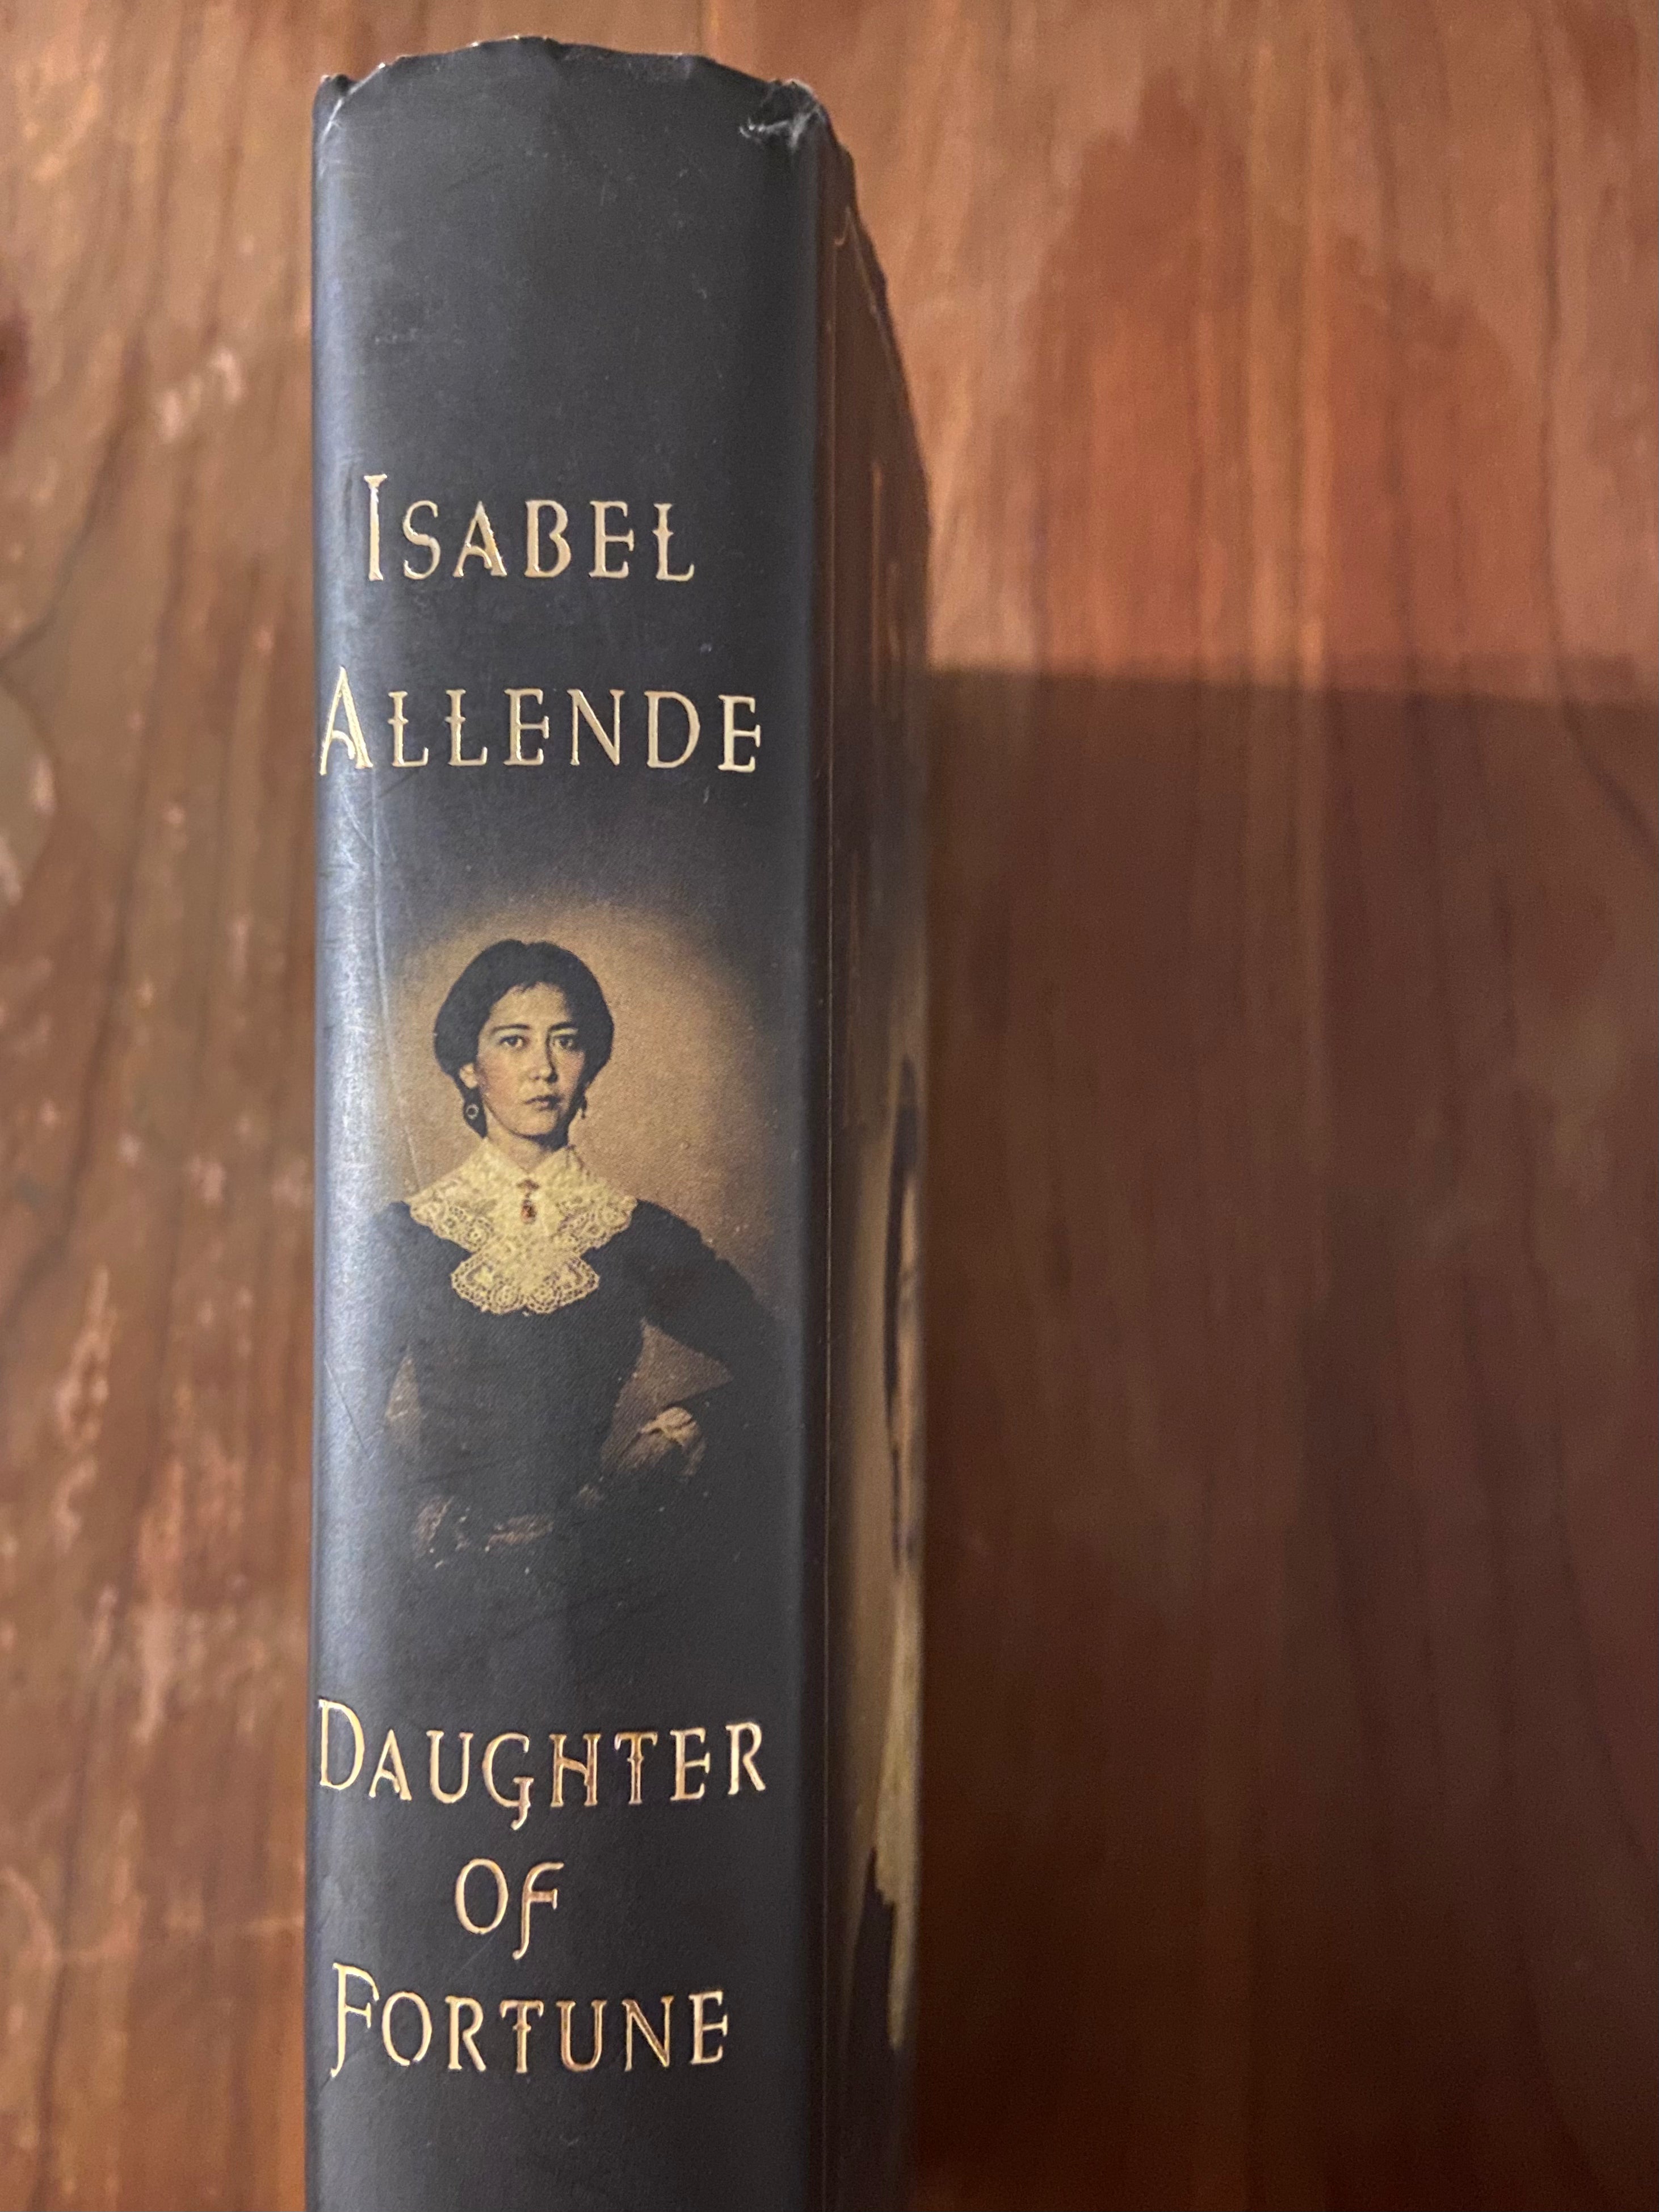 ISABEL
ALLENDE
DAUGHTER
OF
FORTUNE